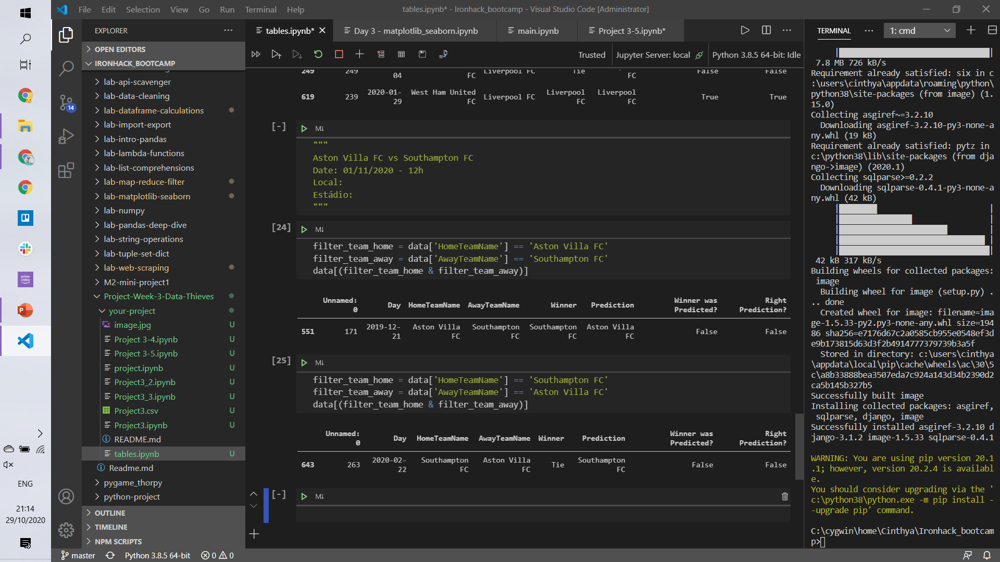 File Edit Selection View Go Run Terminal Help
tables.ipynb* - Ironhack_bootcamp - Visual Studio Code [Administrator]
EXPLORER
OPEN EDITORS
IRONHACK_BOOTCAMP
lab-api-scavenger
lab-data-cleaning
lab-dataframe-calculations
lab-import-export
lab-intro-pandas
lab-lambda-functions
lab-list-comprehensions
lab-map-reduce-filter
lab-matplotlib-seaborn
lab-numpy
lab-pandas-deep-dive
lab-string-operations
lab-tuple-set-dict
lab-web-scraping
M2-mini-project1
Project-Week-3-Data-Thieves
your-project
image.jpg U
Project 3-4.ipynb U
Project 3-5.ipynb U
project.ipynb U
Project3_2.ipynb U
Project3_3.ipynb U
Project3.csv U
Project3.ipynb U
README.md
tables.ipynb U
Readme.md
pygame_thorpy
python-project
OUTLINE
TIMELINE
NPM SCRIPTS
14
prime video
ENG
21:14
29/10/2020
tables.ipynb* Day 3 - matplotlib_seaborn.ipynb main.ipynb Project 3-5.ipynb*
Trusted Jupyter Server: local Python 3.8.5 64-bit: Idle
249 249 04 Liverpool FC Tie FC False False
FC
619 239 2020-01- West Ham United Liverpool FC Liverpool Liverpool True True
29 FC FC FC
[-] M↓
"""
Aston Villa FC vs Southampton FC
Date: 01/11/2020 - 12h
Local:
Estádio:
"""
[24] M↓
filter_team_home = data['HomeTeamName'] == 'Aston Villa FC'
filter_team_away = data['AwayTeamName'] == 'Southampton FC'
data[(filter_team_home & filter_team_away)]
Unnamed: 0 Day HomeTeamName AwayTeamName Winner Prediction Winner was Predicted? Right Prediction?
551 171 2019-12- Aston Villa Southampton Southampton Aston Villa False False
21 FC FC FC FC
[25] M↓
filter_team_home = data['HomeTeamName'] == 'Southampton FC'
filter_team_away = data['AwayTeamName'] == 'Aston Villa FC'
data[(filter_team_home & filter_team_away)]
Unnamed: 0 Day HomeTeamName AwayTeamName Winner Prediction Winner was Predicted? Right Prediction?
643 263 2020-02- Southampton Aston Villa Tie Southampton False False
22 FC FC FC
[-] M↓
TERMINAL 1: cmd
7.8 MB 726 kB/s
Requirement already satisfied: six in c
:\users\cinthya\appdata\roaming\python\
python38\site-packages (from image) (1.
15.0)
Collecting asgiref~=3.2.10
Downloading asgiref-3.2.10-py3-none-a
ny.whl (19 kB)
Requirement already satisfied: pytz in
c:\python38\lib\site-packages (from dja
ngo->image) (2020.1)
Collecting sqlparse>=0.2.2
Downloading sqlparse-0.4.1-py3-none-a
ny.whl (42 kB)
42 kB 317 kB/s
Building wheels for collected packages:
image
Building wheel for image (setup.py) .
.. done
Created wheel for image: filename=ima
ge-1.5.33-py2.py3-none-any.whl size=194
86 sha256=e7176d67c2a0585cb955e0548ef3d
e9b173815d63d3f2b4914777379739b3a5f
Stored in directory: c:\users\cinthya
\appdata\local\pip\cache\wheels\ac\30\5
c\a8b33888bea3507eda7c924a143d34b2390d2
ca5b145b327b5
Successfully built image
Installing collected packages: asgiref,
sqlparse, django, image
Successfully installed asgiref-3.2.10 d
jango-3.1.2 image-1.5.33 sqlparse-0.4.1
WARNING: You are using pip version 20.1
.1; however, version 20.2.4 is availabl
e.
You should consider upgrading via the '
c:\python38\python.exe -m pip install -
-upgrade pip' command.
C:\cygwin\home\Cinthya\Ironhack_bootcam
p>
master Python 3.8.5 64-bit 0 0